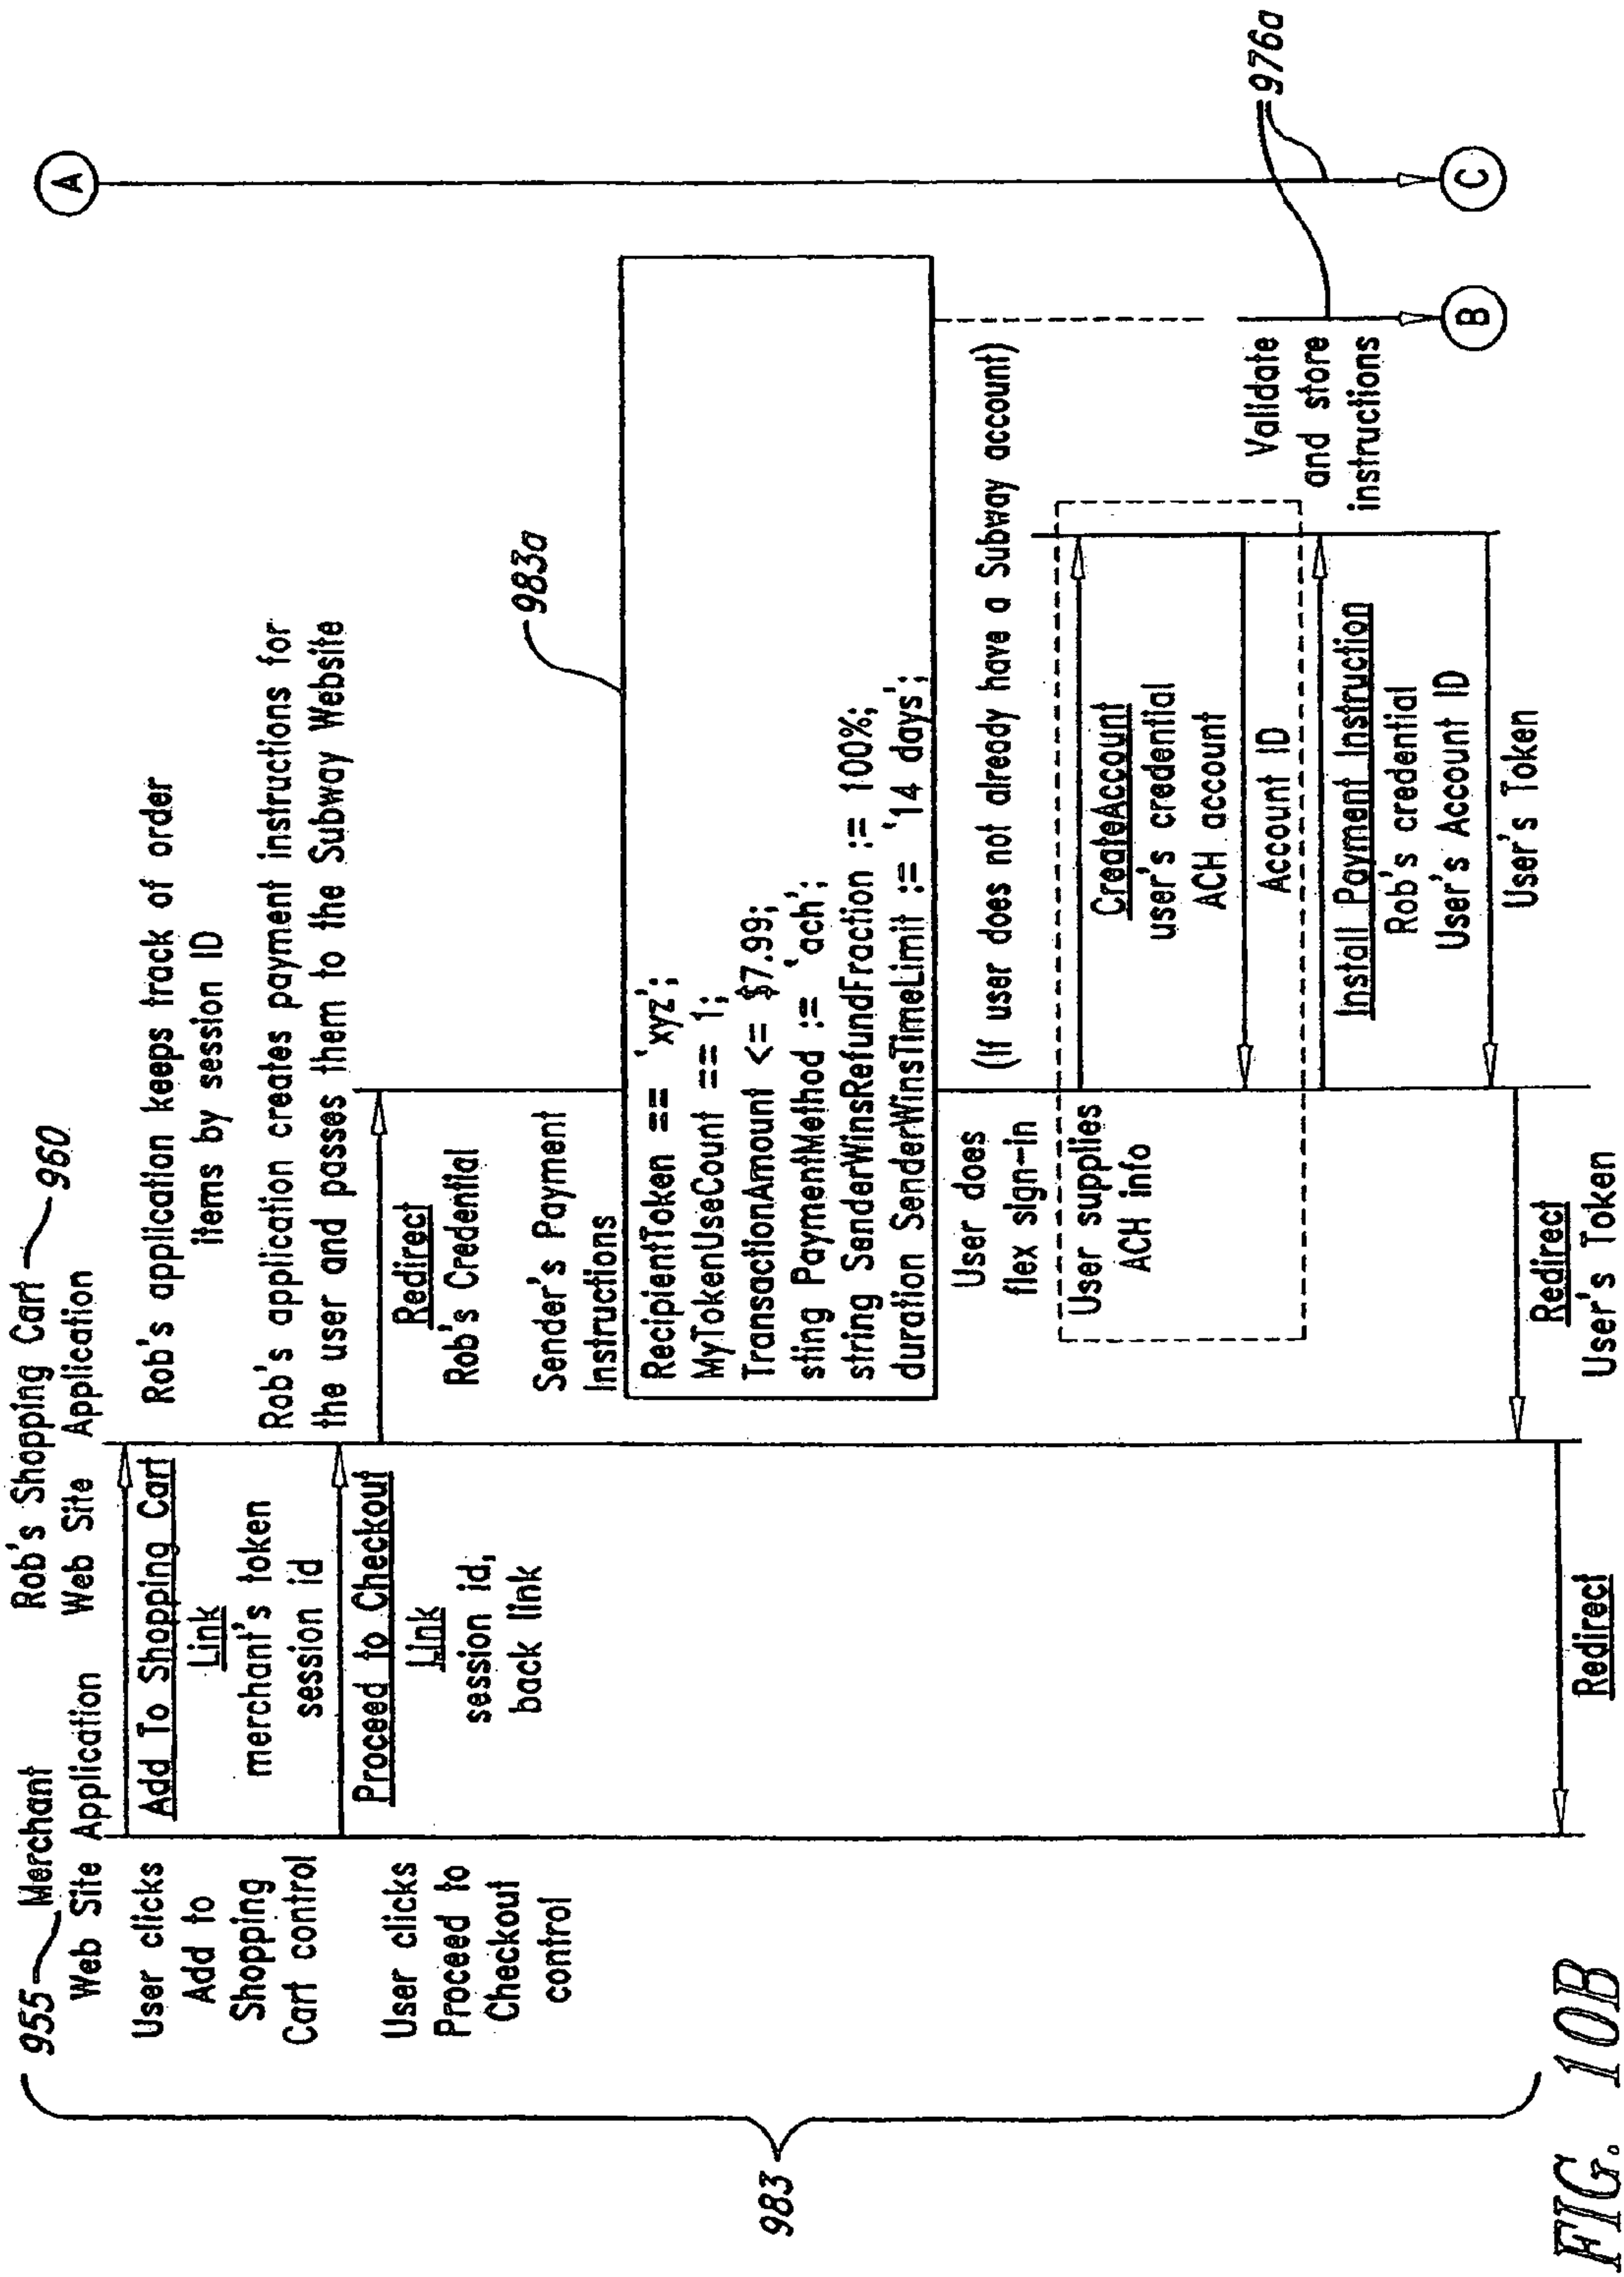 955 Merchant
Web Site Application
Rob's Shopping Cart 960
Web Site Application
User clicks
Add to
Shopping
Cart control
Add To Shopping Cart
Link
merchant's token
session id
Rob's application keeps track of order
items by session ID
User clicks
Proceed to
Checkout
control
Proceed to Checkout
Link
session id,
back link
Rob's application creates payment instructions for
the user and passes them to the Subway Website
Redirect
Rob's Credential
Sender's Payment
Instructions
983a
RecipientToken == 'xyz';
MyTokenUseCount == 1;
TransactionAmount <= $7.99;
sting PaymentMethod := 'ach';
string SenderWinsRefundFraction := 100%;
duration SenderWinsTimeLimit := '14 days';
User does
flex sign-in
(If user does not already have a Subway account)
User supplies
ACH info
CreateAccount
user's credential
ACH account
Account ID
Install Payment Instruction
Rob's credential
User's Account ID
User's Token
Validate
and store
instructions
976a
A
B
C
Redirect
User's Token
Redirect
983
FIG. 10B